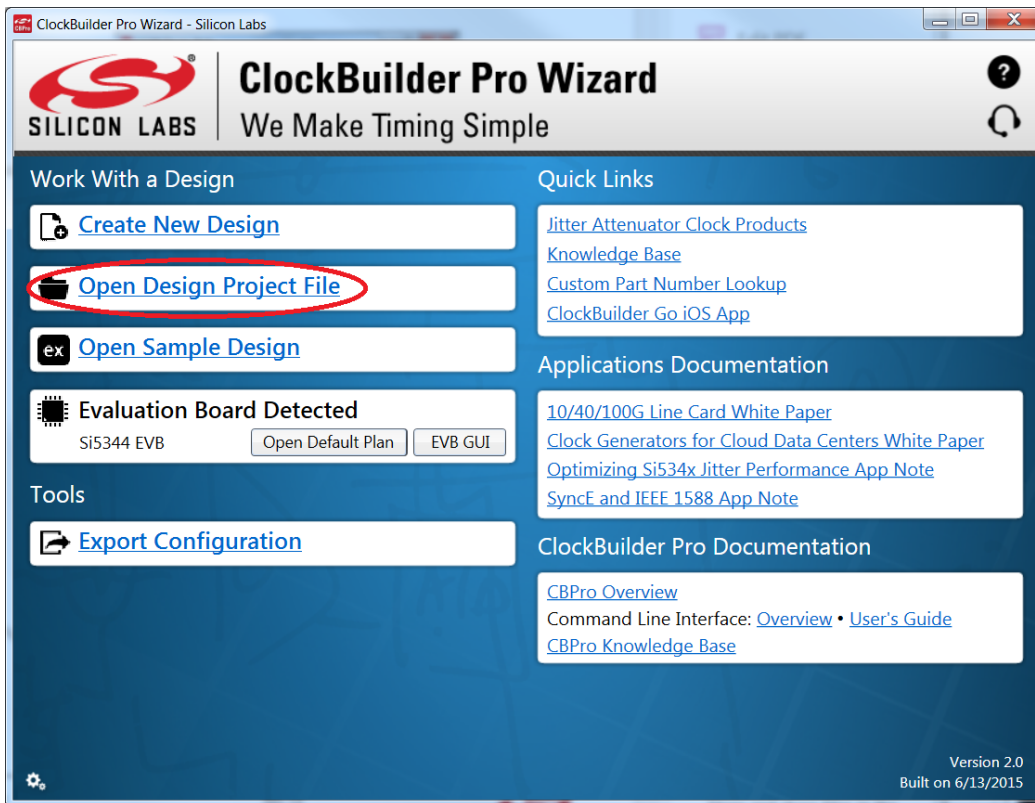 ClockBuilder Pro Wizard - Silicon Labs
SILICON LABS
ClockBuilder Pro Wizard
We Make Timing Simple
?
Work With a Design
Create New Design
Open Design Project File
ex Open Sample Design
Evaluation Board Detected
Si5344 EVB Open Default Plan EVB GUI
Tools
Export Configuration
Quick Links
Jitter Attenuator Clock Products
Knowledge Base
Custom Part Number Lookup
ClockBuilder Go iOS App
Applications Documentation
10/40/100G Line Card White Paper
Clock Generators for Cloud Data Centers White Paper
Optimizing Si534x Jitter Performance App Note
SyncE and IEEE 1588 App Note
ClockBuilder Pro Documentation
CBPro Overview
Command Line Interface: Overview • User's Guide
CBPro Knowledge Base
Version 2.0
Built on 6/13/2015